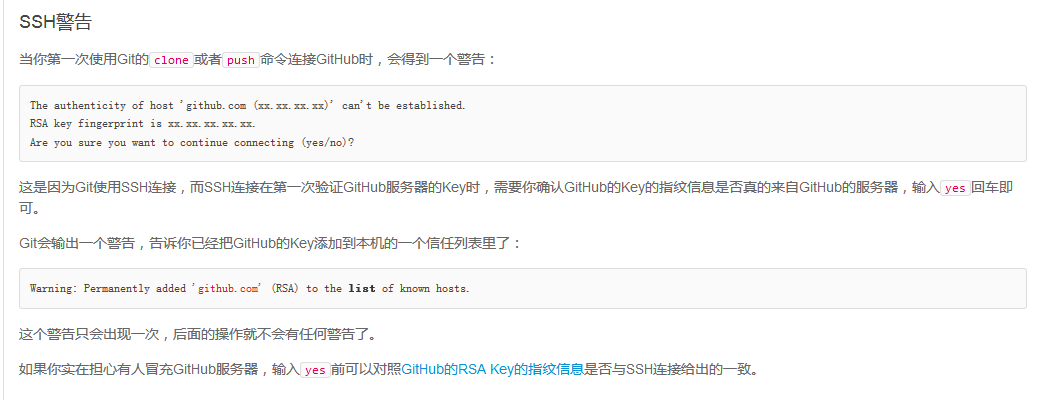 SSH警告
当你第一次使用Git的clone或者push命令连接GitHub时，会得到一个警告：
The authenticity of host 'github.com (xx.xx.xx.xx)' can't be established.
RSA key fingerprint is xx.xx.xx.xx.xx.
Are you sure you want to continue connecting (yes/no)?
这是因为Git使用SSH连接，而SSH连接在第一次验证GitHub服务器的Key时，需要你确认GitHub的Key的指纹信息是否真的来自GitHub的服务器，输入yes回车即
可。
Git会输出一个警告，告诉你已经把GitHub的Key添加到本机的一个信任列表里了：
Warning: Permanently added 'github.com' (RSA) to the list of known hosts.
这个警告只会出现一次，后面的操作就不会有任何警告了。
如果你实在担心有人冒充GitHub服务器，输入yes前可以对照GitHub的RSA Key的指纹信息是否与SSH连接给出的一致。